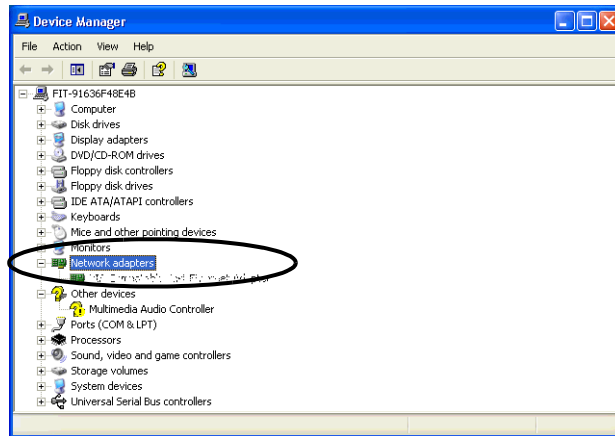 Device Manager
File Action View Help
FIT-91636F48E4B
Computer
Disk drives
Display adapters
DVD/CD-ROM drives
Floppy disk controllers
Floppy disk drives
IDE ATA/ATAPI controllers
Keyboards
Mice and other pointing devices
Monitors
Network adapters
Adapter
Other devices
Multimedia Audio Controller
Ports (COM & LPT)
Processors
Sound, video and game controllers
Storage volumes
System devices
Universal Serial Bus controllers